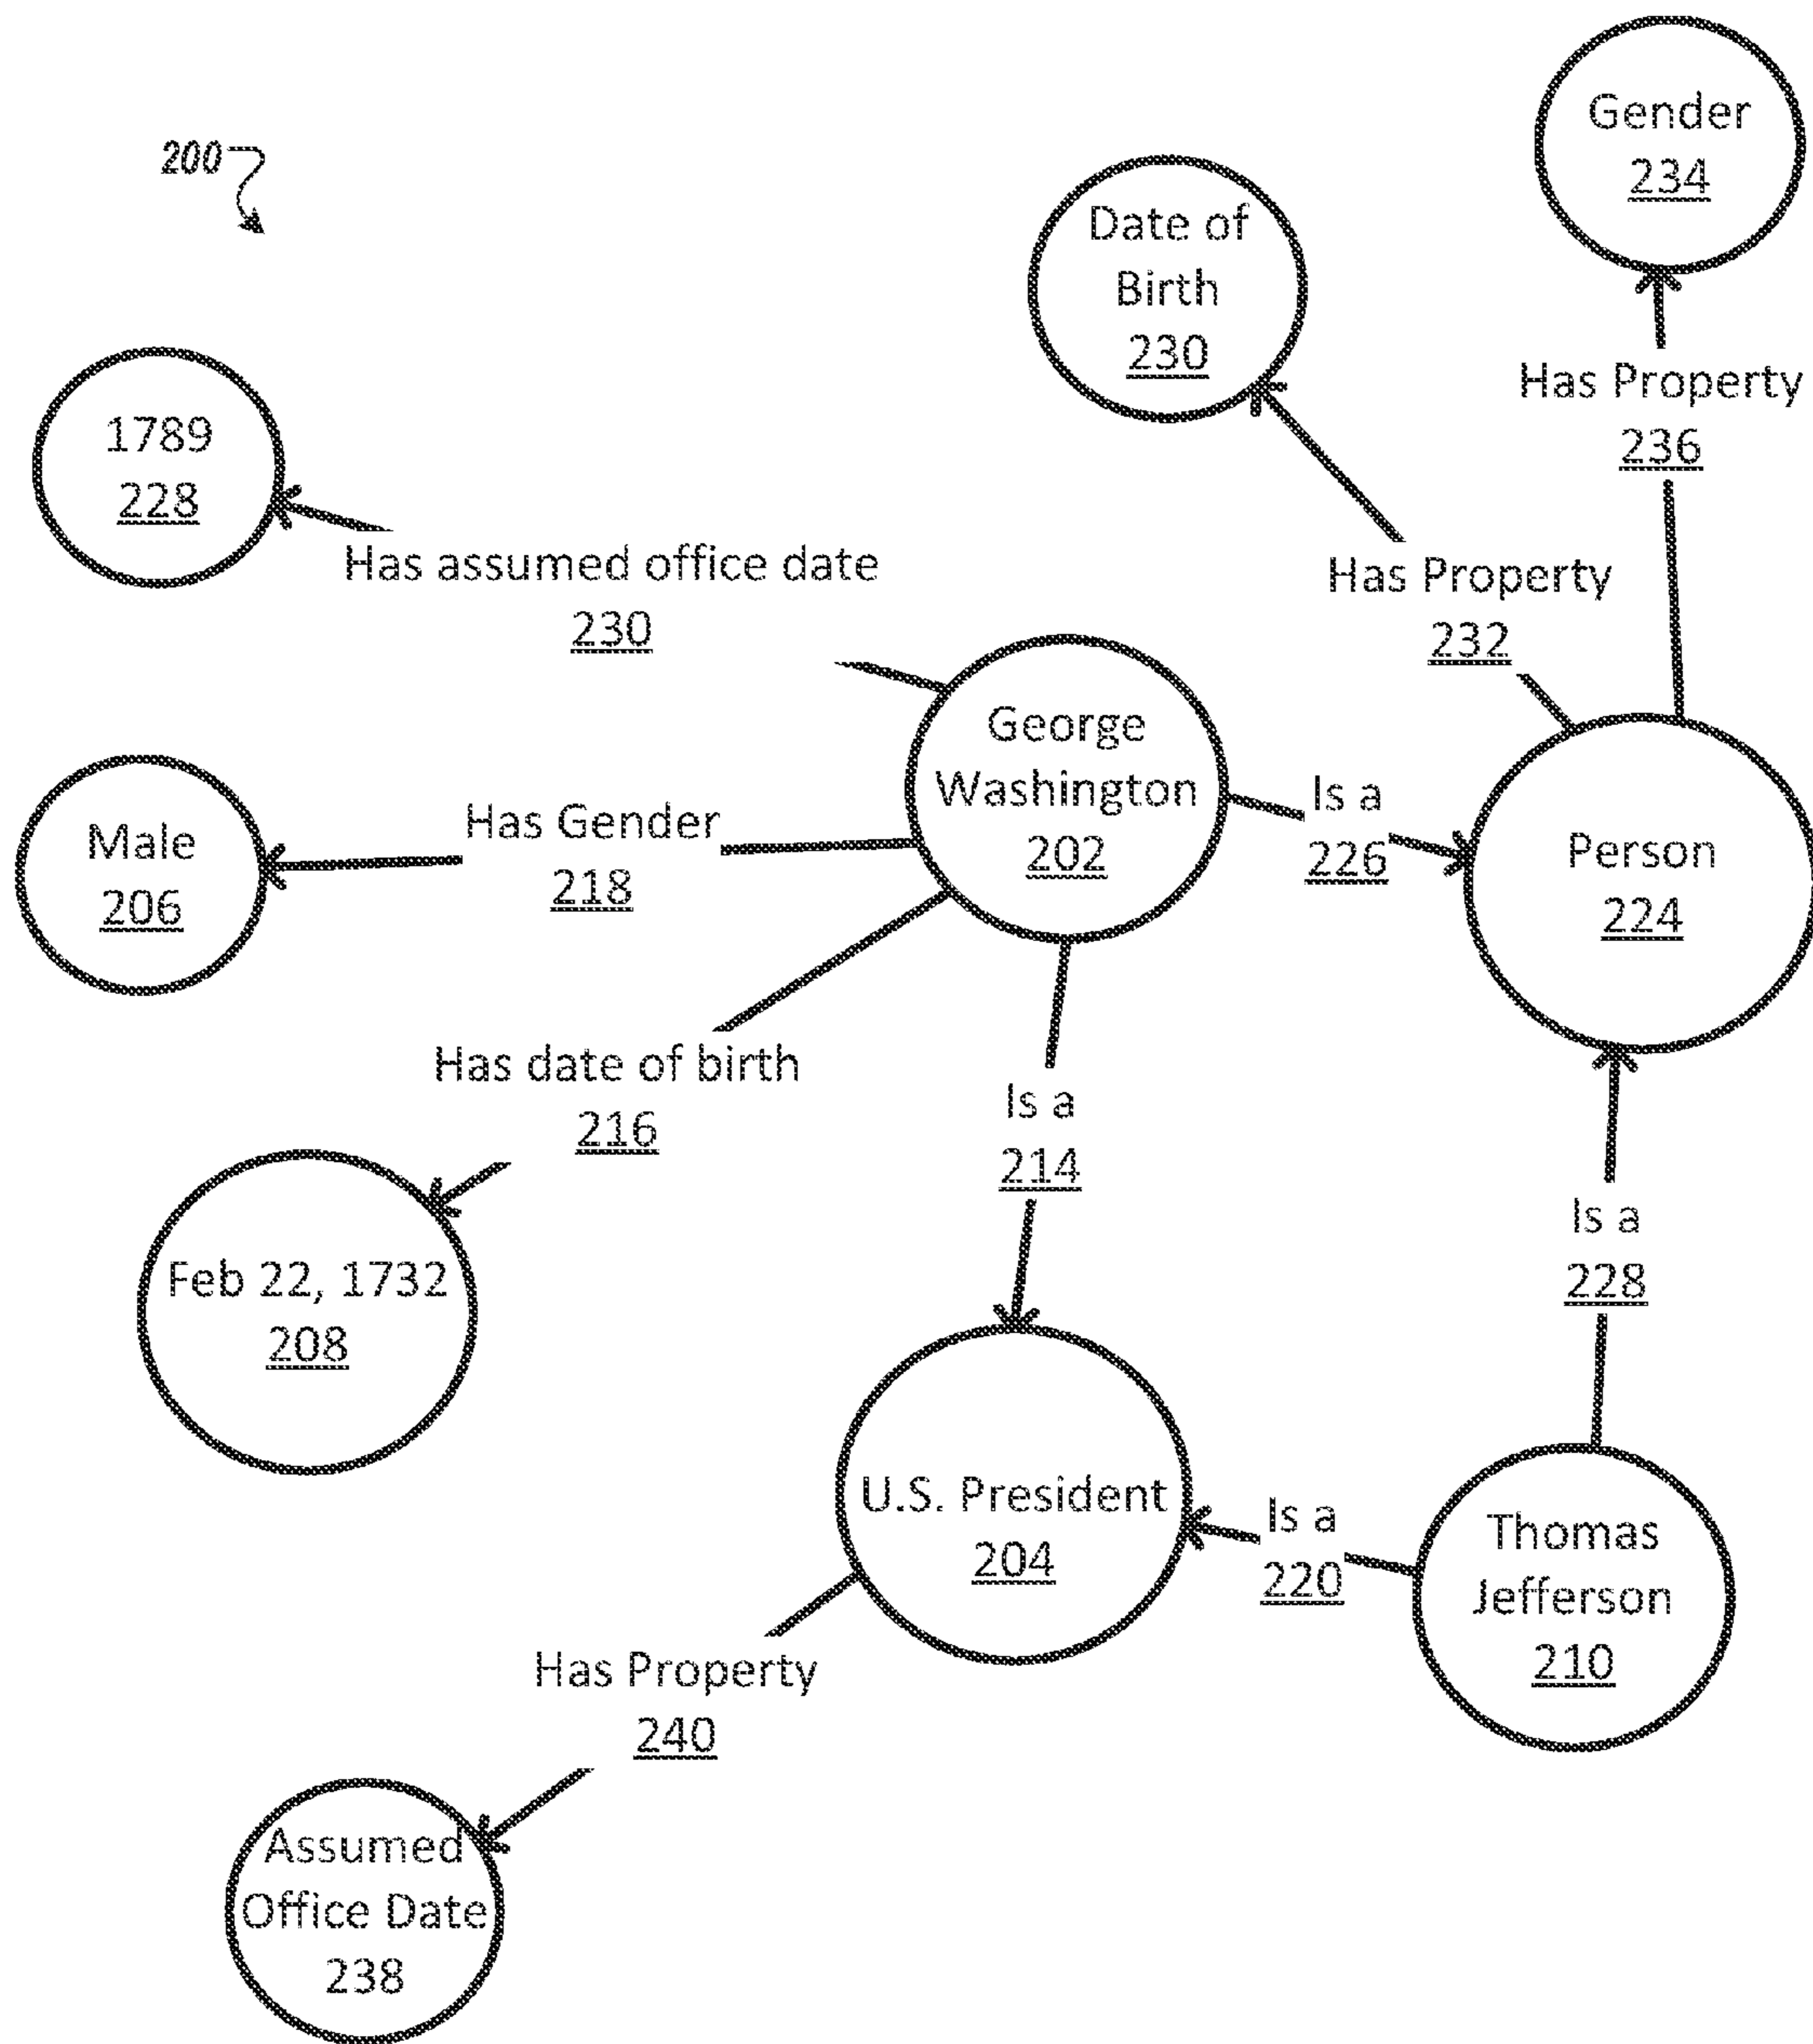 200
Gender
234
Date of
Birth
230
Has Property
236
1789
228
Has assumed office date
230
Has Property
232
George
Washington
202
Is a
226
Person
224
Has Gender
218
Male
206
Has date of birth
216
Is a
214
Is a
228
Feb 22, 1732
208
U.S. President
204
Is a
220
Thomas
Jefferson
210
Has Property
240
Assumed
Office Date
238